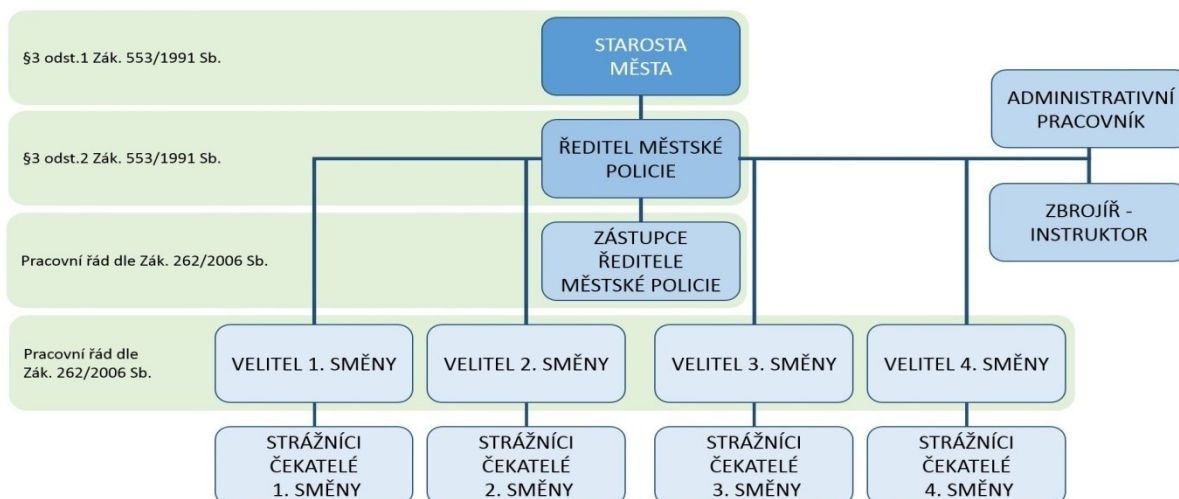 §3 odst.1 Zák. 553/1991 Sb.
STAROSTA
MĚSTA
ADMINISTRATIVNÍ
PRACOVNÍK
§3 odst.2 Zák. 553/1991 Sb.
ŘEDITEL MĚSTSKÉ
POLICIE
ZBROJÍŘ -
INSTRUKTOR
Pracovní řád dle Zák. 262/2006 Sb.
ZÁSTUPCE
ŘEDITELE
MĚSTSKÉ POLICIE
Pracovní řád dle
Zák. 262/2006 Sb.
VELITEL 1. SMĚNY
VELITEL 2. SMĚNY
VELITEL 3. SMĚNY
VELITEL 4. SMĚNY
STRÁŽNÍCI
ČEKATELÉ
1. SMĚNY
STRÁŽNÍCI
ČEKATELÉ
2. SMĚNY
STRÁŽNÍCI
ČEKATELÉ
3. SMĚNY
STRÁŽNÍCI
ČEKATELÉ
4. SMĚNY